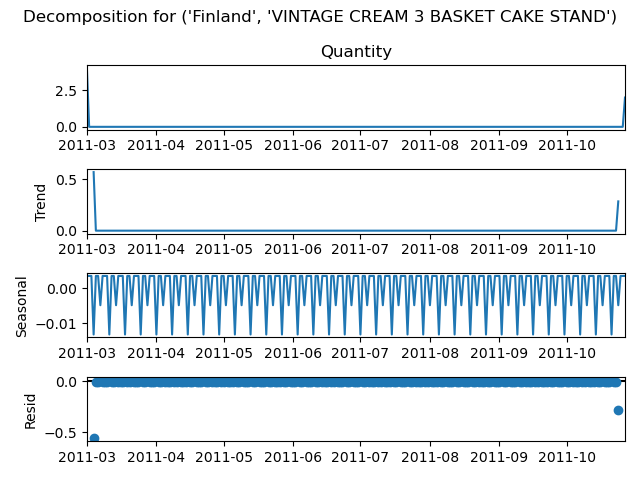 Decomposition for ('Finland', 'VINTAGE CREAM 3 BASKET CAKE STAND')
Quantity
2.5
0.0
2011-03 2011-04 2011-05 2011-06 2011-07 2011-08 2011-09 2011-10
Trend
0.5
0.0
2011-03 2011-04 2011-05 2011-06 2011-07 2011-08 2011-09 2011-10
Seasonal
0.00
−0.01
2011-03 2011-04 2011-05 2011-06 2011-07 2011-08 2011-09 2011-10
Resid
0.0
−0.5
2011-03 2011-04 2011-05 2011-06 2011-07 2011-08 2011-09 2011-10